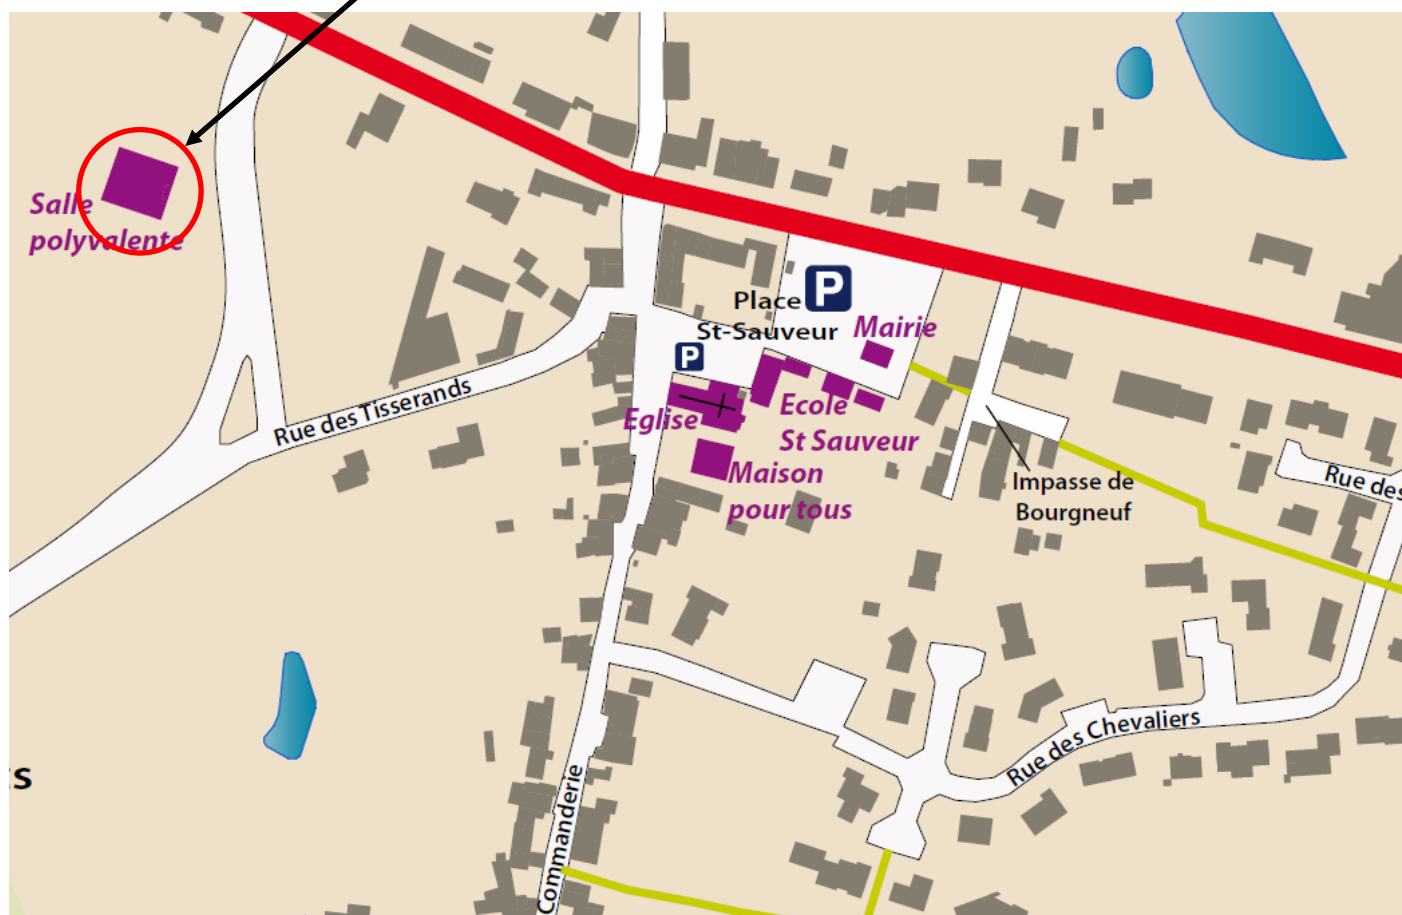 Salle
polyvalente
P
Place
St-Sauveur
Mairie
P
Rue des Tisserands
Eglise
Ecole
St Sauveur
Maison
pour tous
Impasse de
Bourgneuf
Rue des
Rue des Chevaliers
Commanderie